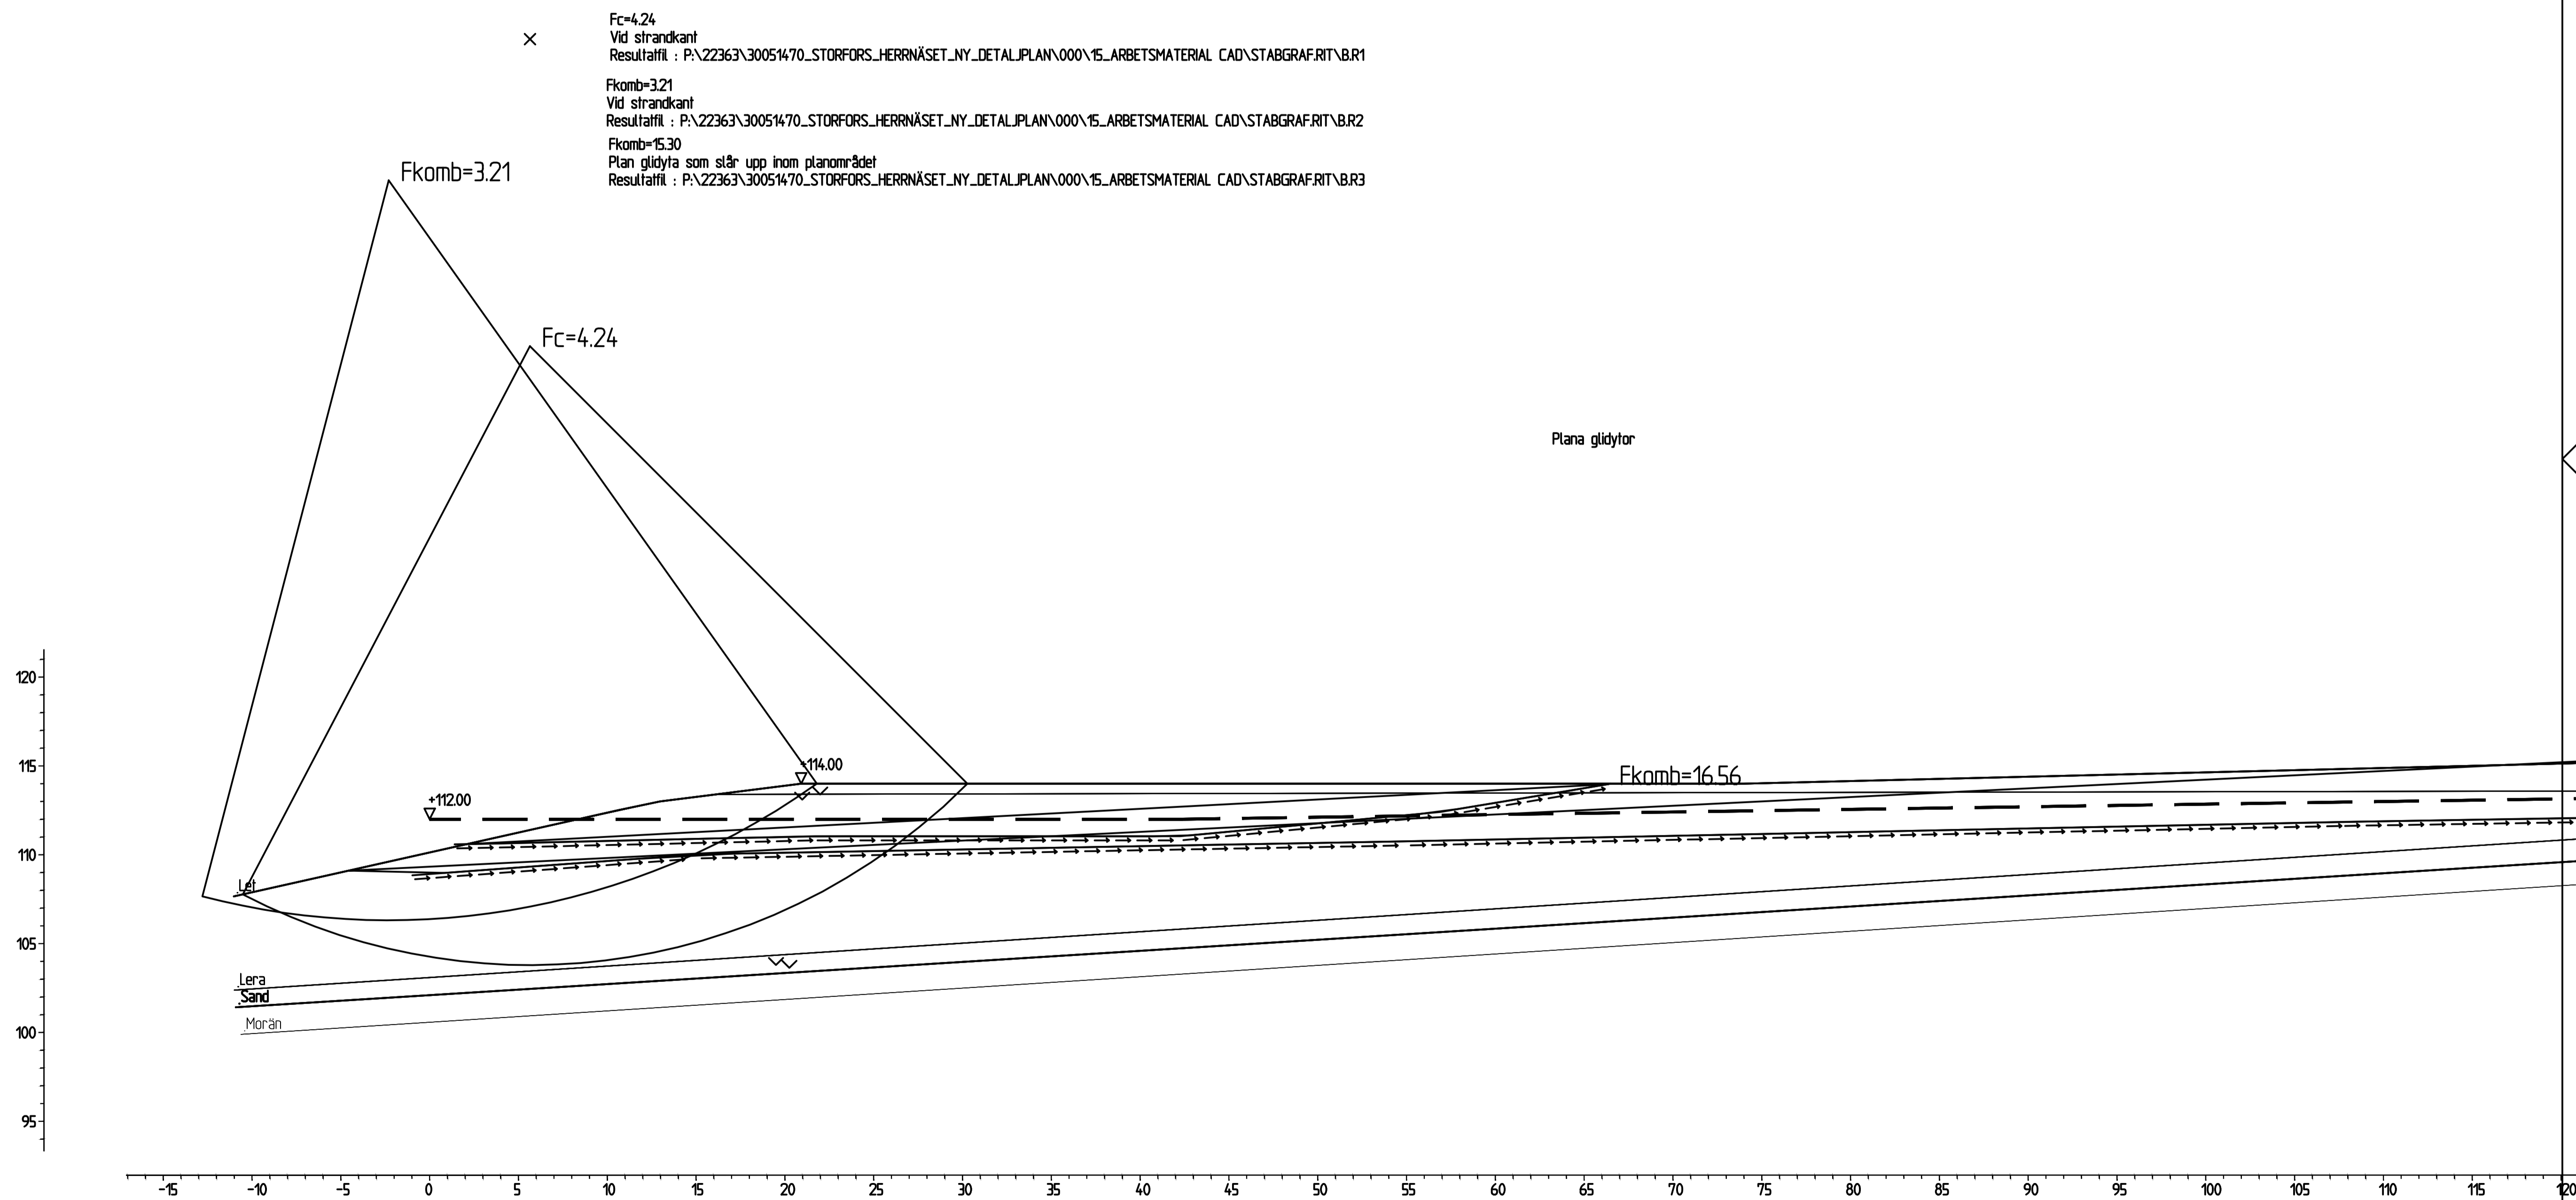 Fc=4.24
Vid strandkant
Resultatfil : P:\22363\30051470_STORFORS_HERRNÄSET_NY_DETALJPLAN\000\15_ARBETSMATERIAL CAD\STABGRAF.RIT\B.R1
Fkomb=3.21
Vid strandkant
Resultatfil : P:\22363\30051470_STORFORS_HERRNÄSET_NY_DETALJPLAN\000\15_ARBETSMATERIAL CAD\STABGRAF.RIT\B.R2
Fkomb=15.30
Plan glidyta som slår upp inom planområdet
Resultatfil : P:\22363\30051470_STORFORS_HERRNÄSET_NY_DETALJPLAN\000\15_ARBETSMATERIAL CAD\STABGRAF.RIT\B.R3
Fkomb=3.21
Fc=4.24
Plana glidytor
120
115
+114.00
Fkomb=16.56
+112.00
110
.Let
105
.Lera
.Sand
.Morän
100
95
-15 -10 -5 0 5 10 15 20 25 30 35 40 45 50 55 60 65 70 75 80 85 90 95 100 105 110 115 120